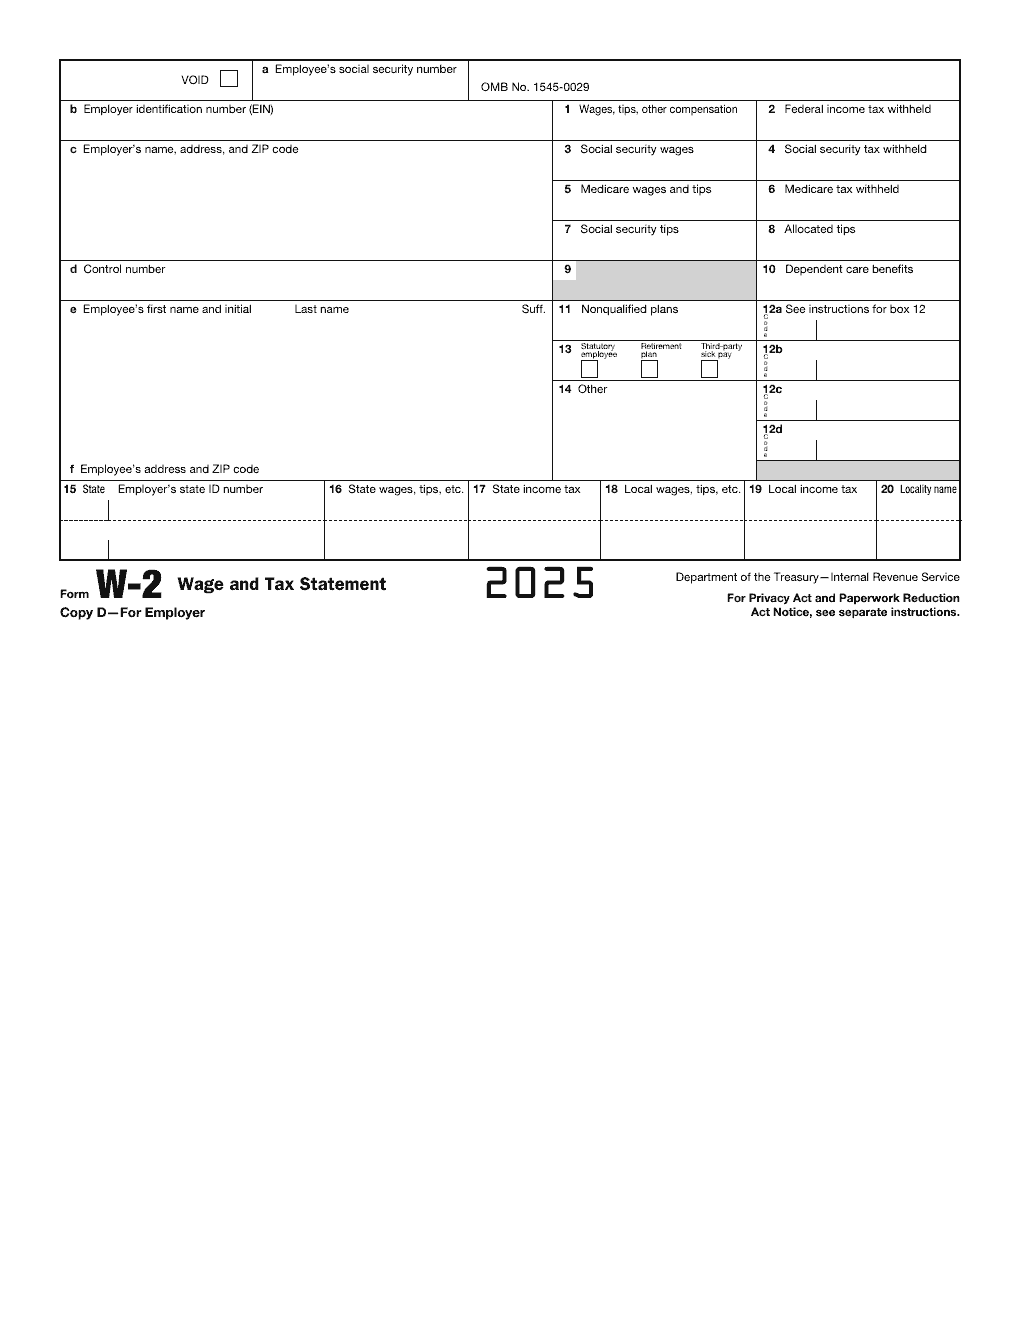 VOID
a Employee's social security number
OMB No. 1545-0029
b Employer identification number (EIN)
1 Wages, tips, other compensation
2 Federal income tax withheld
c Employer's name, address, and ZIP code
3 Social security wages
4 Social security tax withheld
5 Medicare wages and tips
6 Medicare tax withheld
7 Social security tips
8 Allocated tips
d Control number
9
10 Dependent care benefits
e Employee's first name and initial
Last name
Suff.
11 Nonqualified plans
12a See instructions for box 12
Code
13
Statutory
employee
Retirement
plan
Third-party
sick pay
12b
Code
14 Other
12c
Code
12d
Code
f Employee's address and ZIP code
15 State
Employer's state ID number
16 State wages, tips, etc.
17 State income tax
18 Local wages, tips, etc.
19 Local income tax
20 Locality name
Form W-2 Wage and Tax Statement
2025
Department of the Treasury—Internal Revenue Service
Copy D—For Employer
For Privacy Act and Paperwork Reduction
Act Notice, see separate instructions.